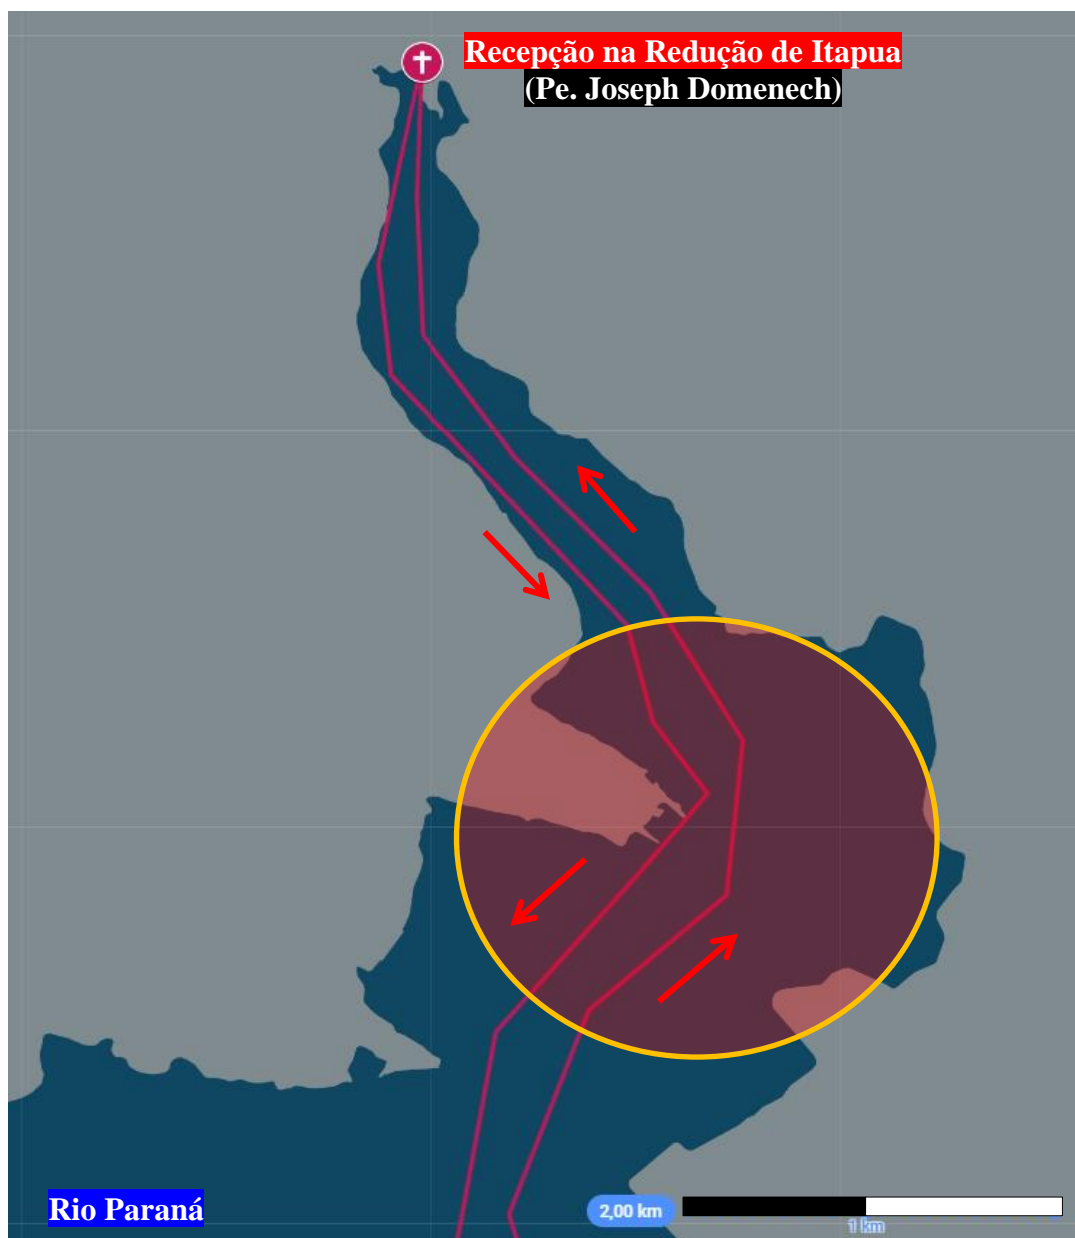 Recepção na Redução de Itapua
(Pe. Joseph Domenech)
Rio Paraná
2,00 km
1 km